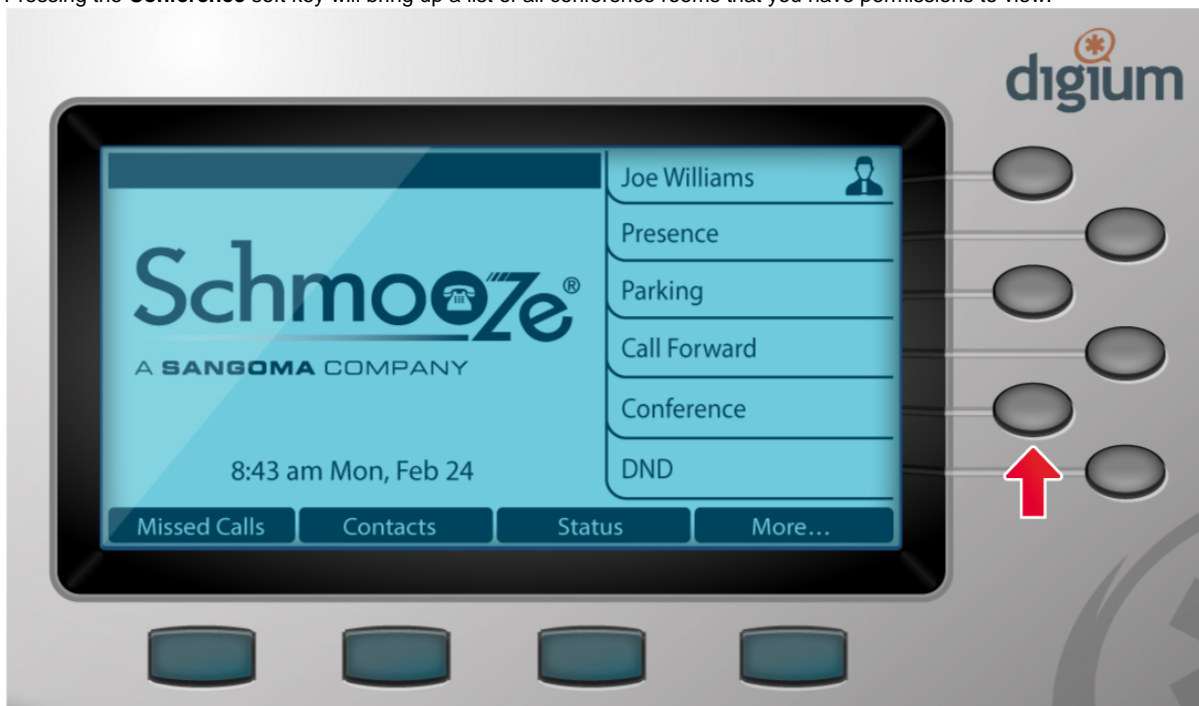 Pressing the Conference soft key will bring up a list of all conference rooms that you have permissions to view.
digium
Joe Williams
Presence
Schmooze®
Parking
A SANGOMA COMPANY
Call Forward
Conference
8:43 am Mon, Feb 24
DND
Missed Calls
Contacts
Status
More...